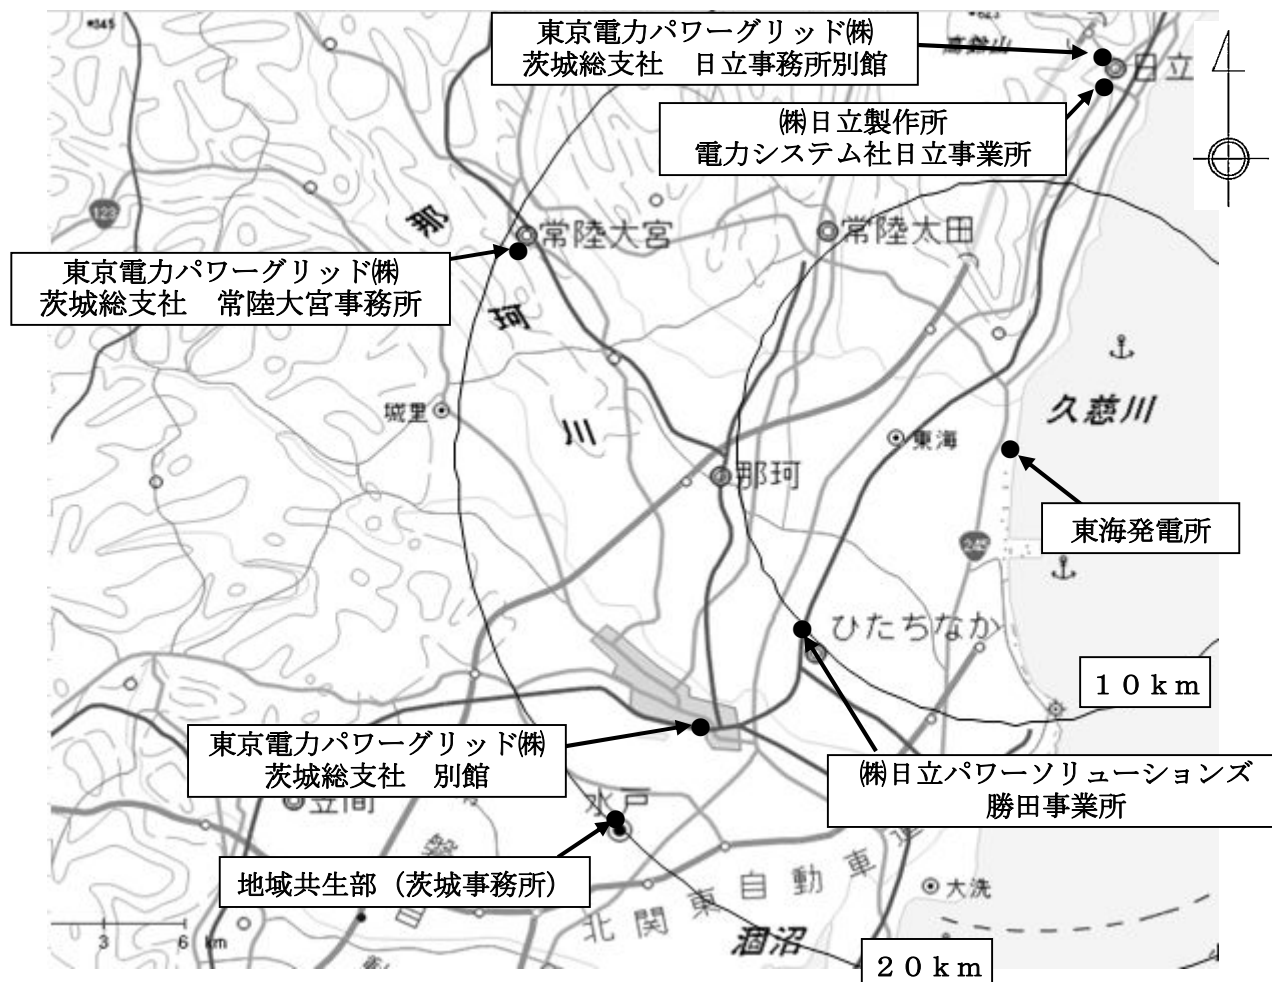 東京電力パワーグリッド㈱
茨城総支社　日立事務所別館
日立
㈱日立製作所
電力システム社日立事業所
123
那
珂
川
常陸大宮
常陸太田
東京電力パワーグリッド㈱
茨城総支社　常陸大宮事務所
城里
久慈川
東海
那珂
東海発電所
245
ひたちなか
10km
東京電力パワーグリッド㈱
茨城総支社　別館
㈱日立パワーソリューションズ
勝田事業所
笠間
水戸
地域共生部（茨城事務所）
北関東自動車道
大洗
涸沼
3 6 km
20km